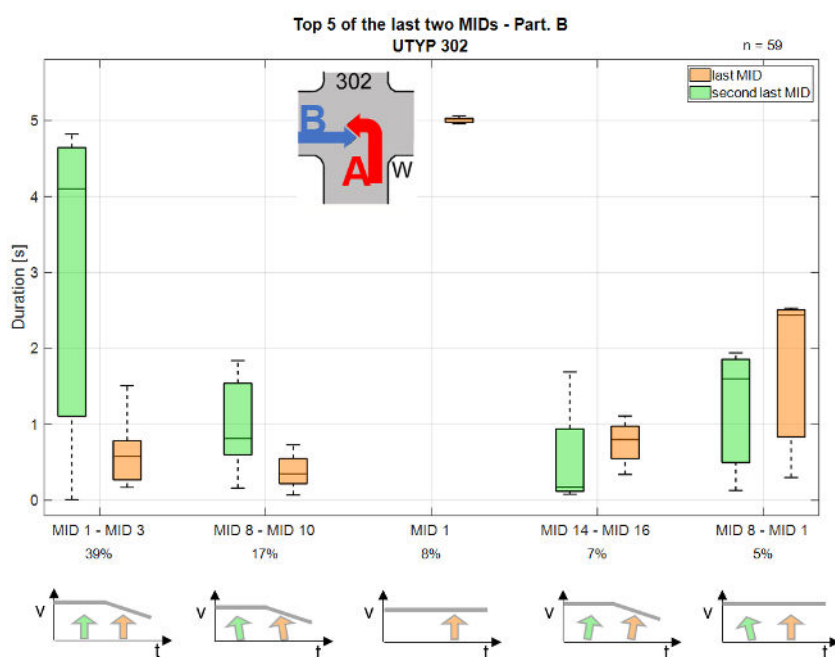 Top 5 of the last two MIDs - Part. B
UTYP 302
n = 59
last MID
second last MID
302
B
A
W
Duration [s]
5
4
3
2
1
0
MID 1 - MID 3
MID 8 - MID 10
MID 1
MID 14 - MID 16
MID 8 - MID 1
39%
17%
8%
7%
5%
v
t
v
t
v
t
v
t
v
t